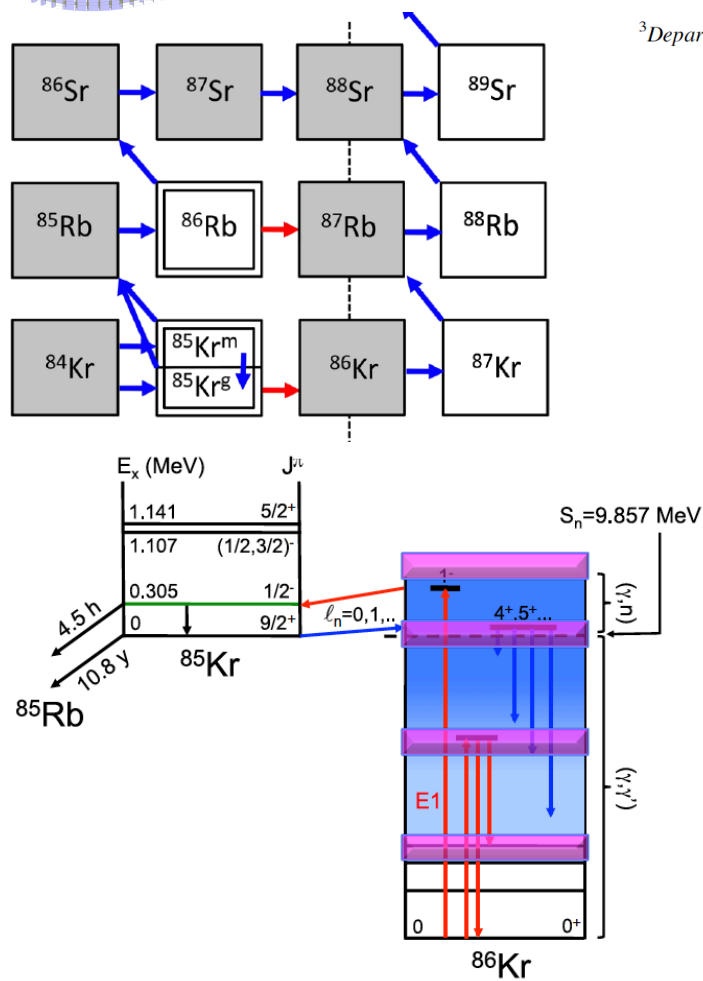 ³Depar
⁸⁶Sr ⁸⁷Sr ⁸⁸Sr ⁸⁹Sr
⁸⁵Rb ⁸⁶Rb ⁸⁷Rb ⁸⁸Rb
⁸⁴Kr ⁸⁵Krᵐ ⁸⁶Kr ⁸⁷Kr
⁸⁵Krᵍ
Eₓ (MeV) Jπ
1.141 5/2⁺
1.107 (1/2,3/2)⁻
0.305 1/2⁻
0 9/2⁺
4.5 h
10.8 y
⁸⁵Kr
⁸⁵Rb
ℓₙ=0,1,..
Sₙ=9.857 MeV
1⁻
4⁺.5⁺...
(γ,n)
(γ,γ')
E1
0 0⁺
⁸⁶Kr